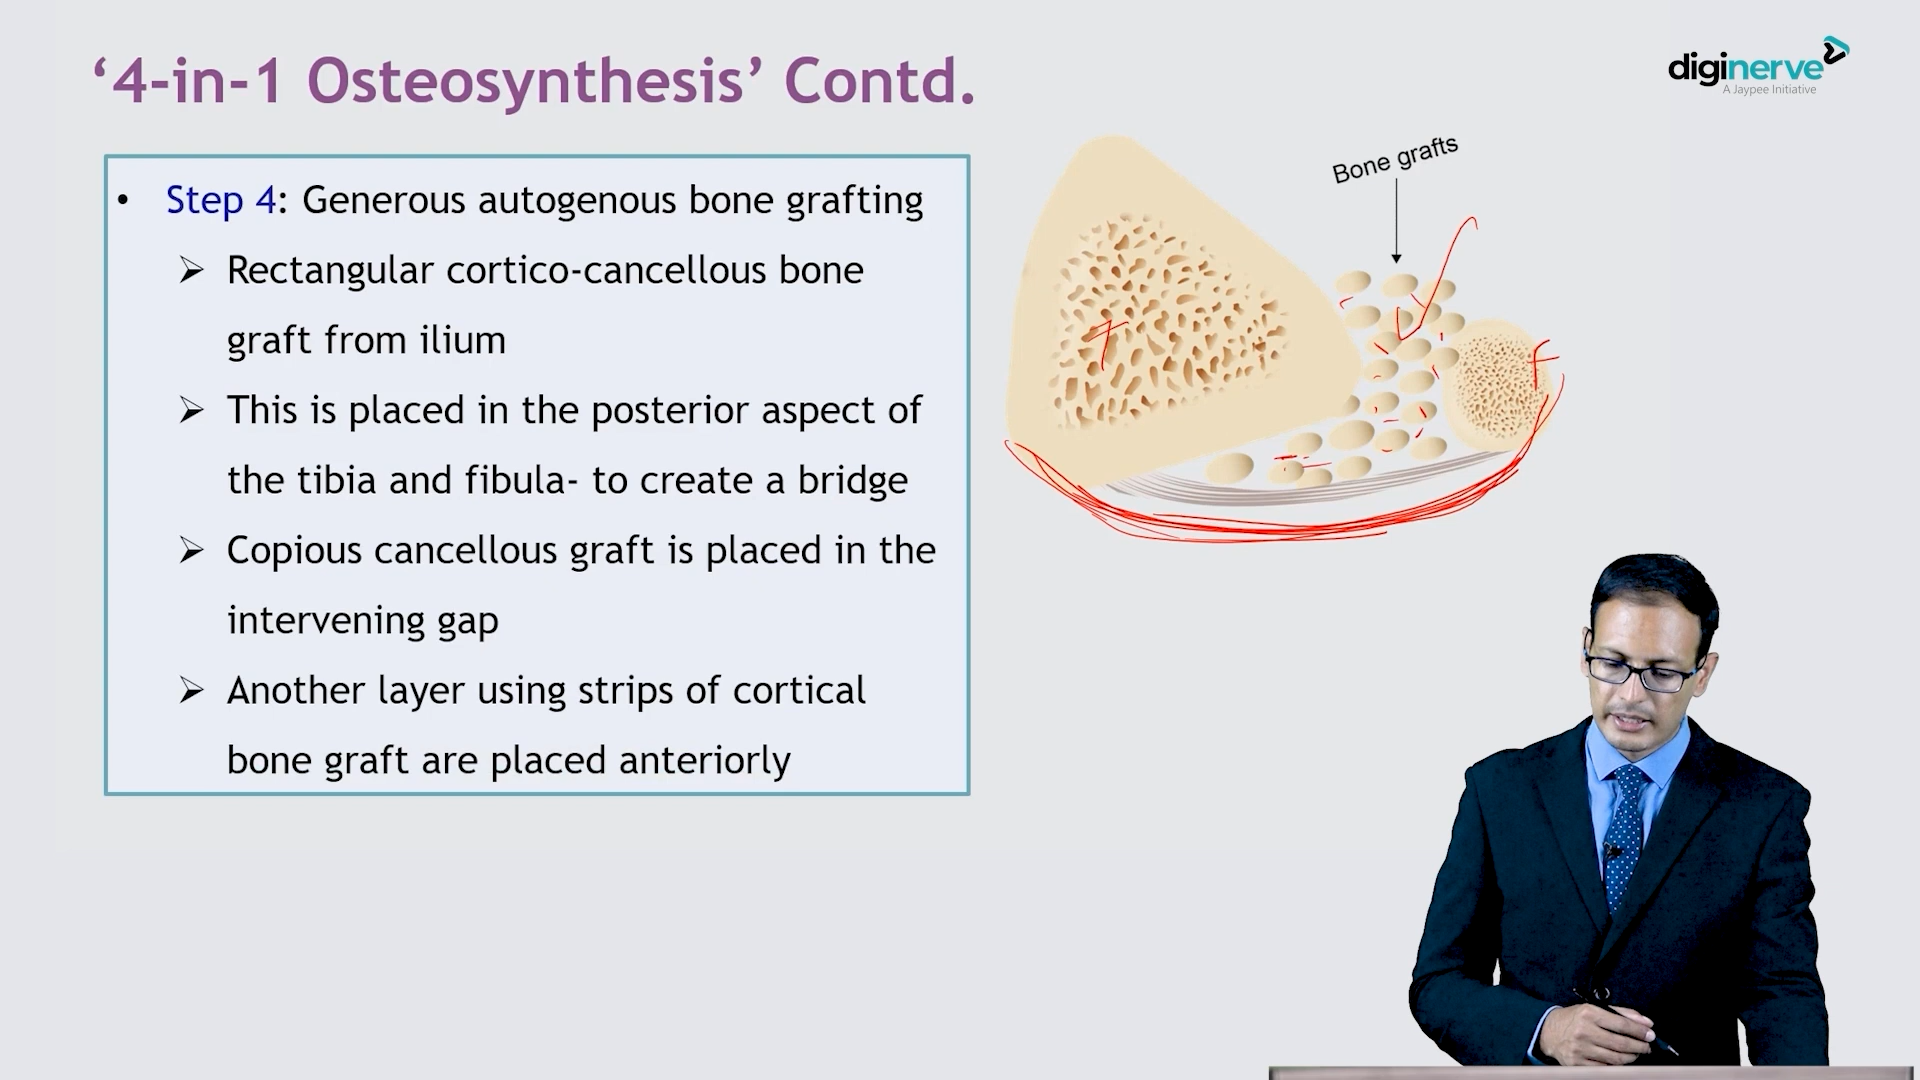 ‘4-in-1 Osteosynthesis’ Contd.
diginerve
A Jaypee Initiative
• Step 4: Generous autogenous bone grafting
➢ Rectangular cortico-cancellous bone
graft from ilium
➢ This is placed in the posterior aspect of
the tibia and fibula- to create a bridge
➢ Copious cancellous graft is placed in the
intervening gap
➢ Another layer using strips of cortical
bone graft are placed anteriorly
Bone grafts
T
F